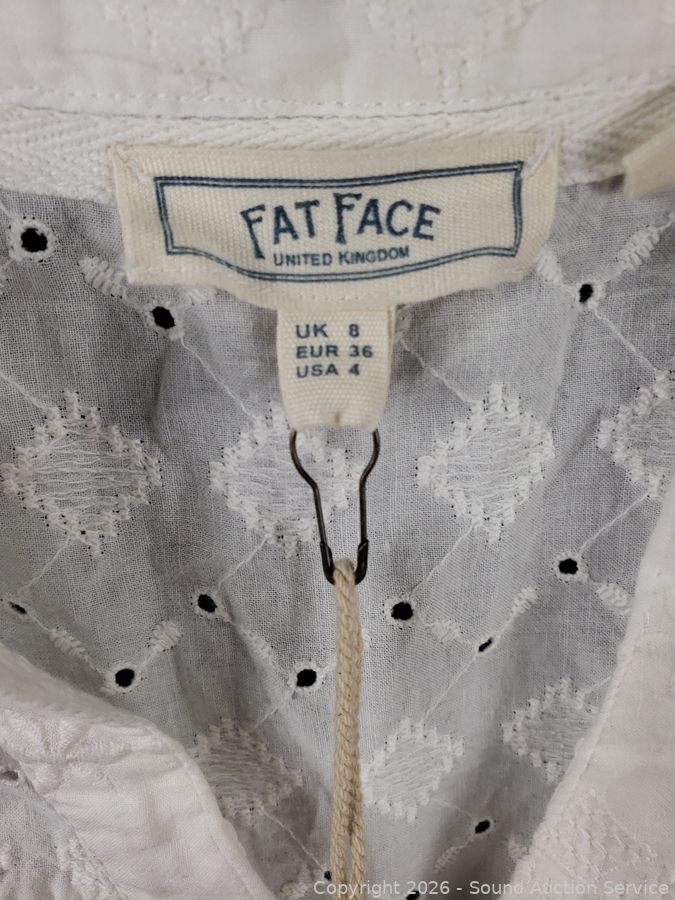 FAT FACE
UNITED KINGDOM
UK 8
EUR 36
USA 4
Copyright 2026 - Sound Auction Service